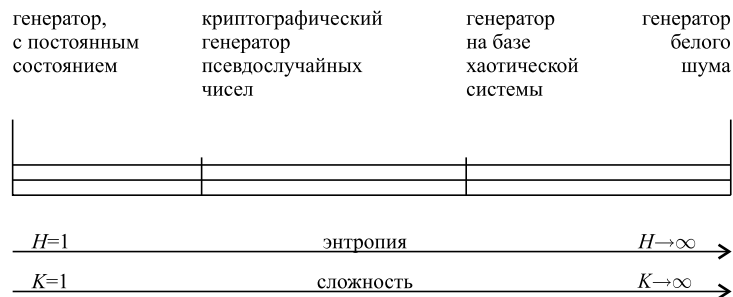 генератор,
с постоянным
состоянием
криптографический
генератор
псевдослучайных
чисел
генератор
на базе
хаотической
системы
генератор
белого
шума
H=1 энтропия H→∞
K=1 сложность K→∞